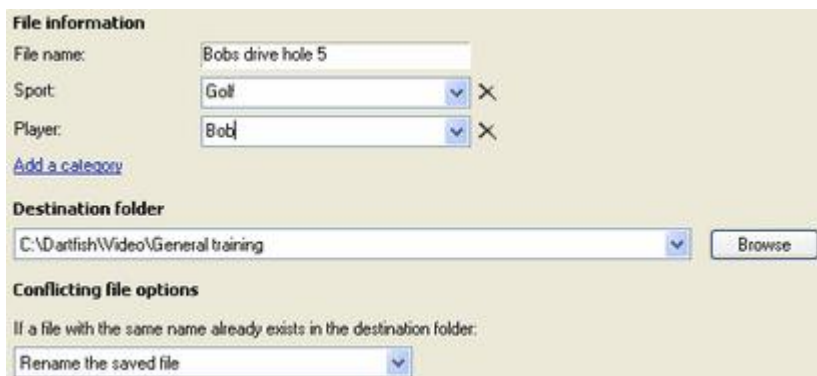 File information
File name: Bobs drive hole 5
Sport: Golf
Player: Bob
Add a category
Destination folder
C:\Dartfish\Video\General training Browse
Conflicting file options
If a file with the same name already exists in the destination folder:
Rename the saved file